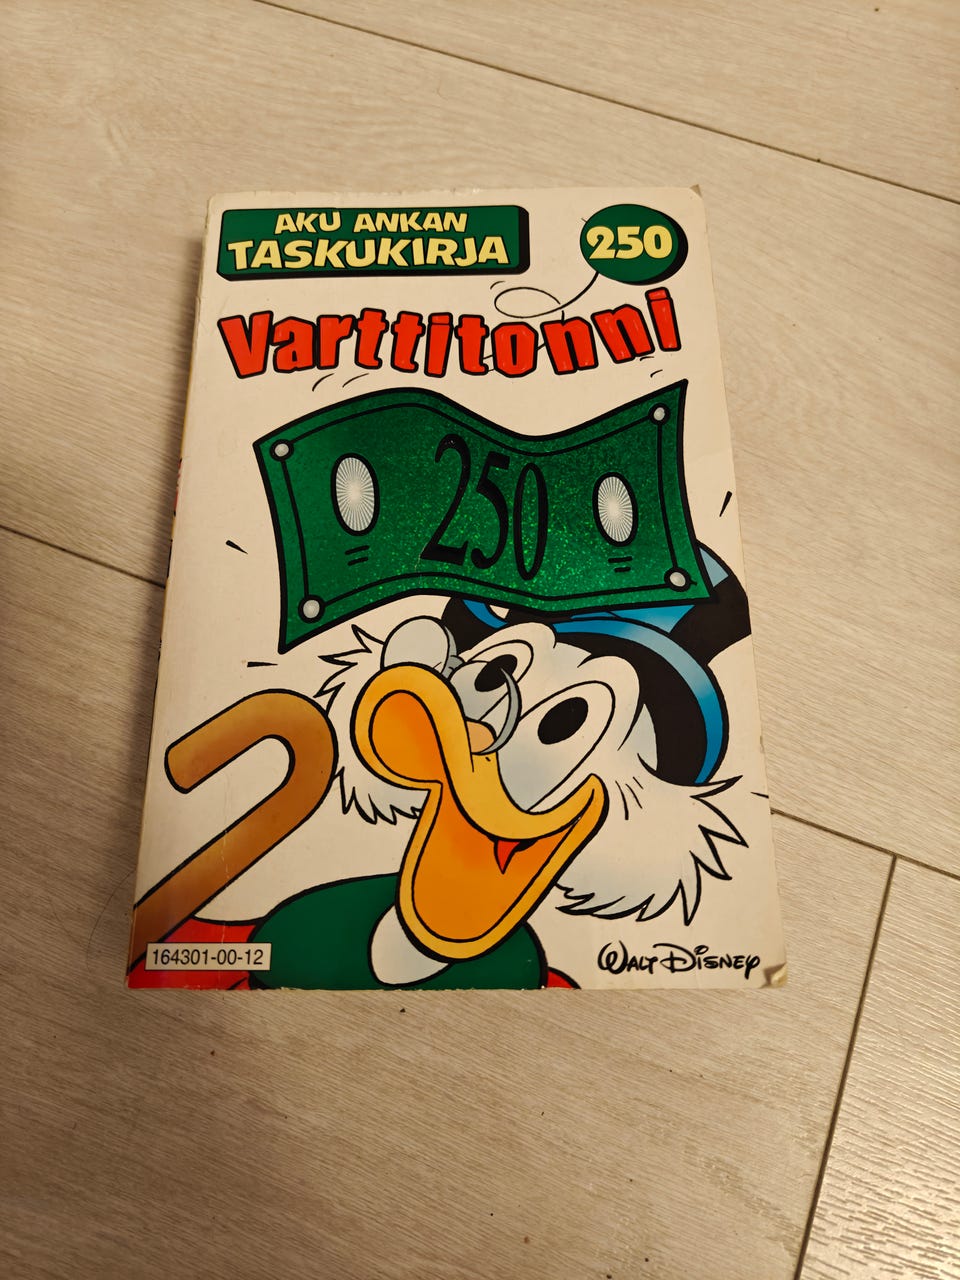 AKU ANKAN
TASKUKIRJA
250
Varttitonni
250
164301-00-12
WALT DISNEY